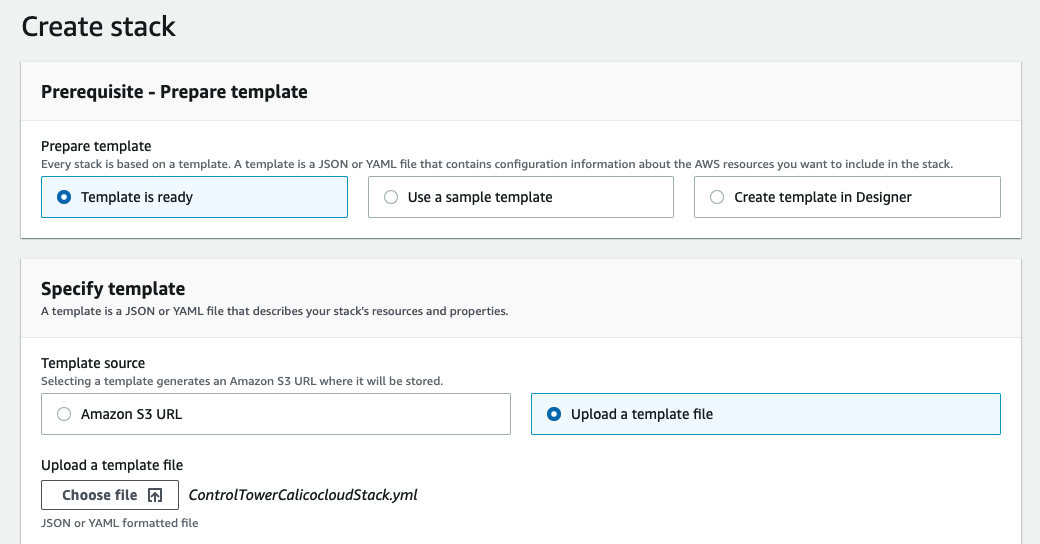 Create stack
Prerequisite - Prepare template
Prepare template
Every stack is based on a template. A template is a JSON or YAML file that contains configuration information about the AWS resources you want to include in the stack.
Template is ready
Use a sample template
Create template in Designer
Specify template
A template is a JSON or YAML file that describes your stack's resources and properties.
Template source
Selecting a template generates an Amazon S3 URL where it will be stored.
Amazon S3 URL
Upload a template file
Upload a template file
Choose file
ControlTowerCalicocloudStack.yml
JSON or YAML formatted file